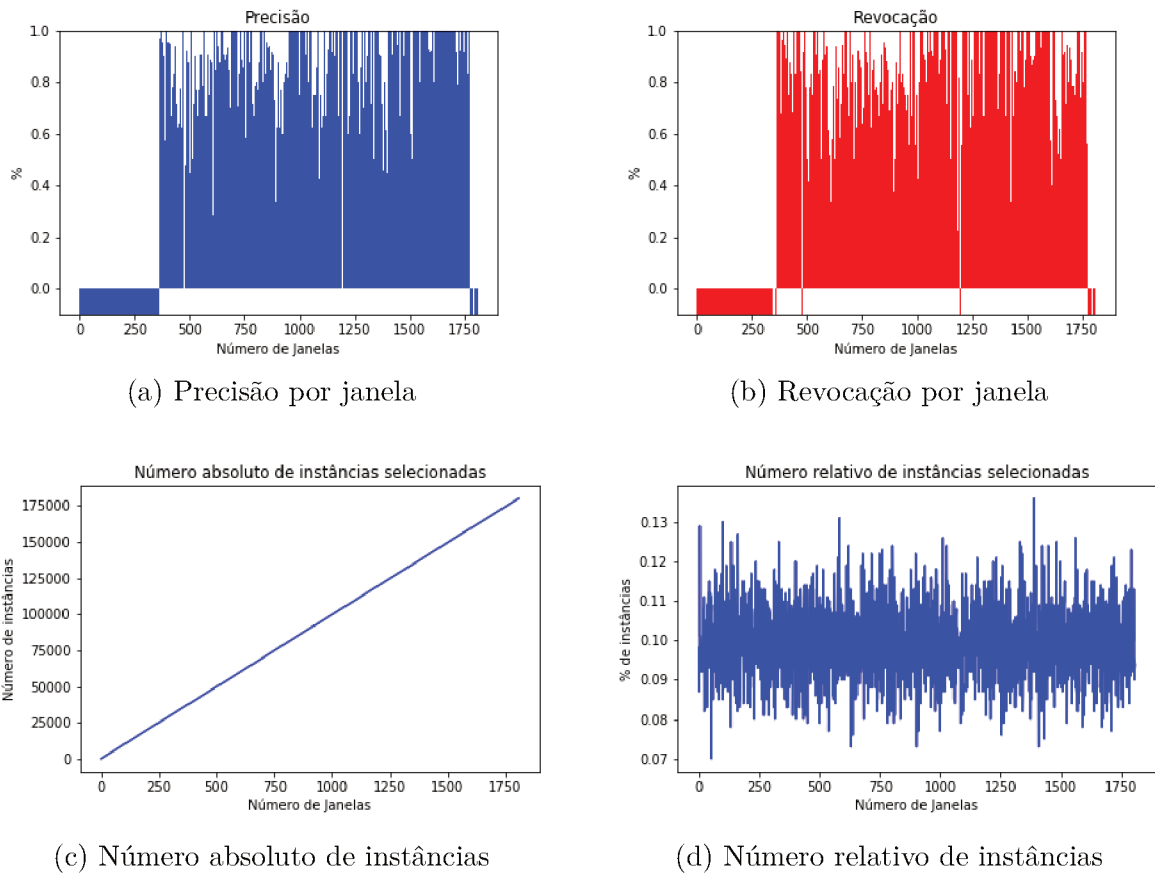 Precisão
1.0
0.8
0.6
0.4
0.2
0.0
%
0 250 500 750 1000 1250 1500 1750
Número de Janelas
(a) Precisão por janela
Revocação
1.0
0.8
0.6
0.4
0.2
0.0
%
0 250 500 750 1000 1250 1500 1750
Número de Janelas
(b) Revocação por janela
Número absoluto de instâncias selecionadas
175000
150000
125000
100000
75000
50000
25000
0
Número de instâncias
0 250 500 750 1000 1250 1500 1750
Número de Janelas
(c) Número absoluto de instâncias
Número relativo de instâncias selecionadas
0.13
0.12
0.11
0.10
0.09
0.08
0.07
% de instâncias
0 250 500 750 1000 1250 1500 1750
Número de Janelas
(d) Número relativo de instâncias